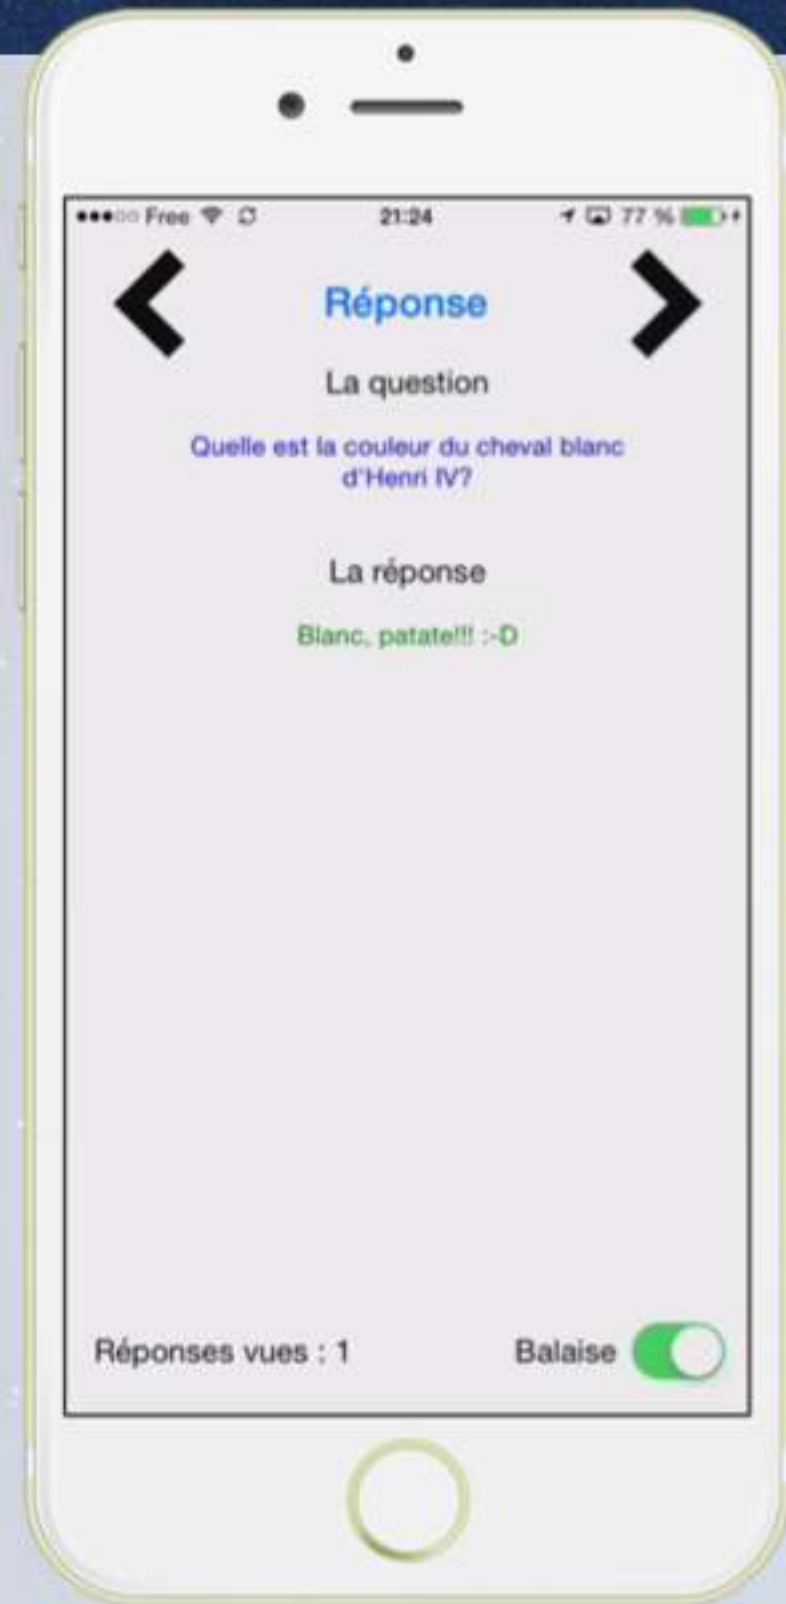 Free 21:24 77 %
Réponse
La question
Quelle est la couleur du cheval blanc
d'Henri IV?
La réponse
Blanc, patate!!! :-D
Réponses vues : 1 Balaise